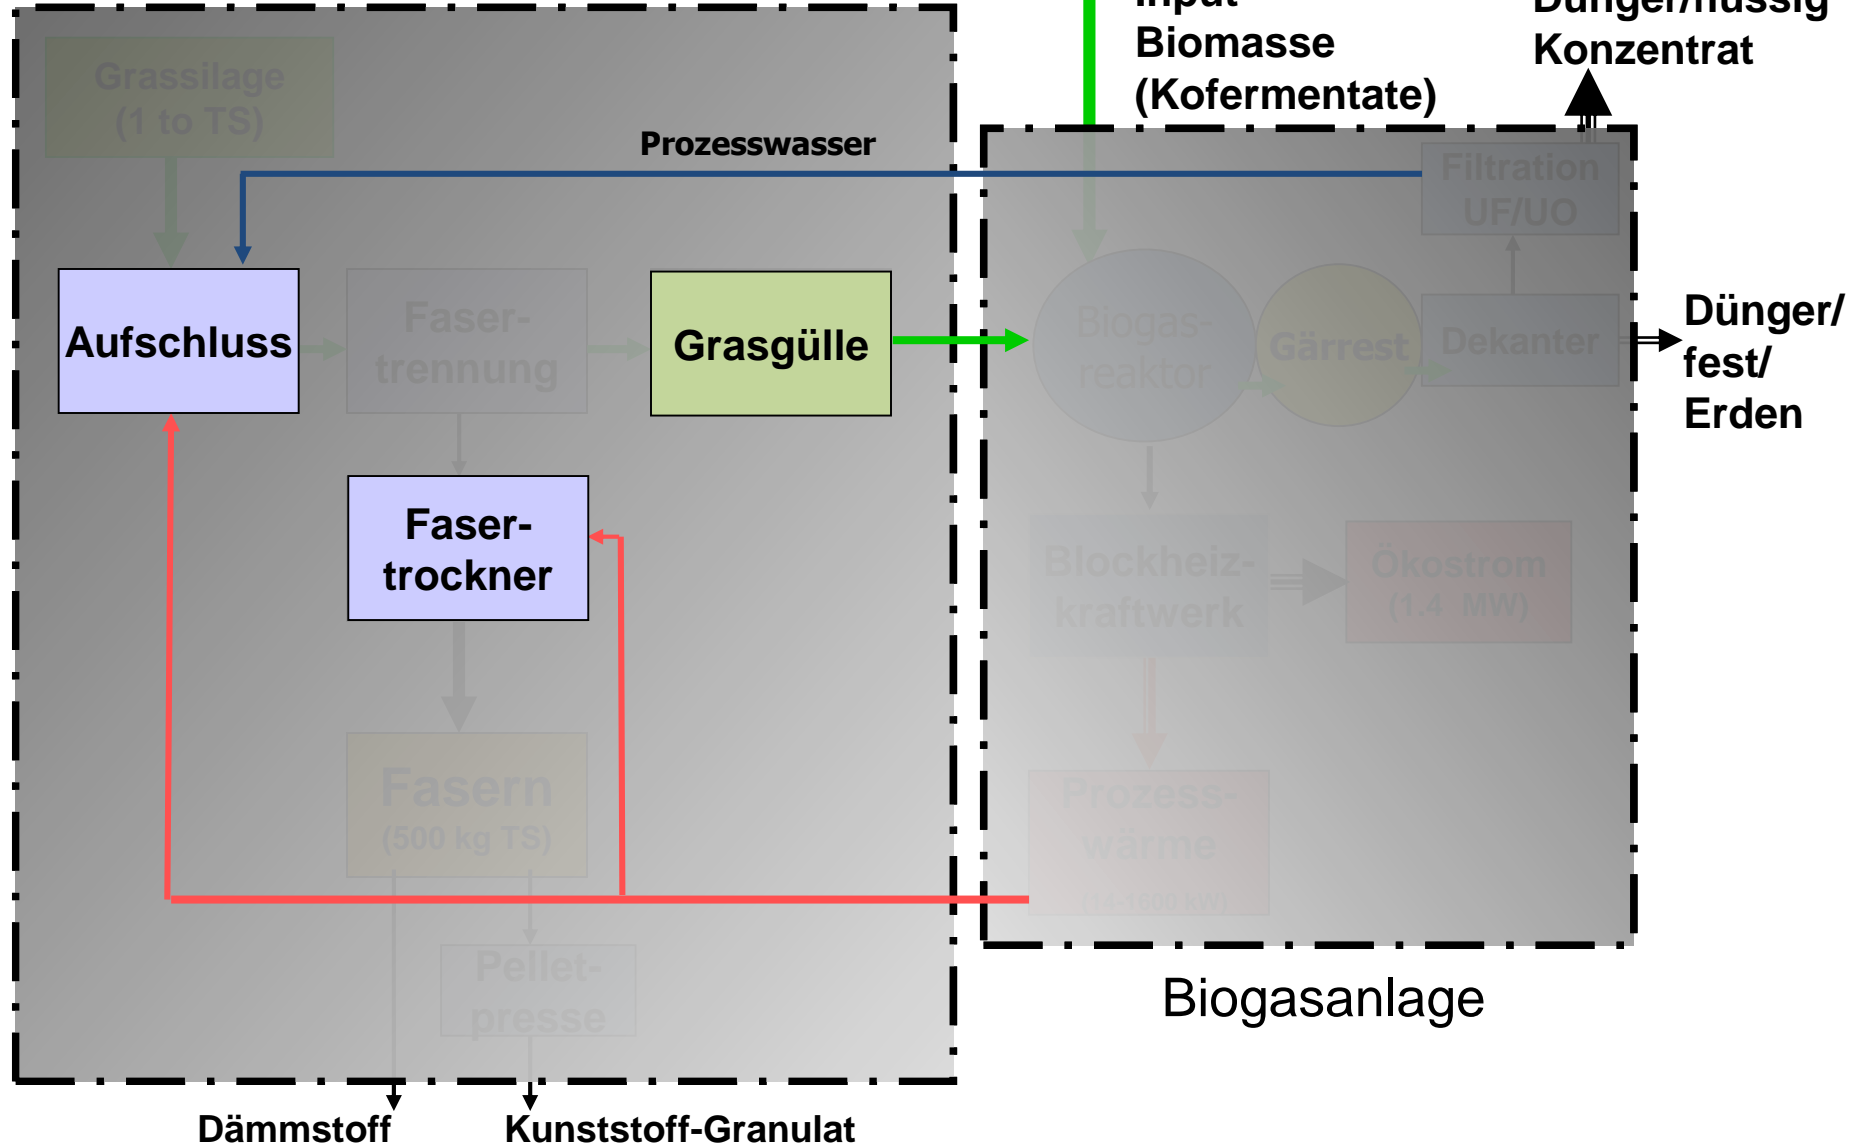 Input
Biomasse
(Kofermentate)
Dünger/flüssig
Konzentrat
Grassilage
(1 to TS)
Prozesswasser
Filtration
UF/UO
Aufschluss
Faser-
trennung
Grasgülle
Biogas-
reaktor
Gärrest
Dekanter
Dünger/
fest/
Erden
Faser-
trockner
Blockheiz-
kraftwerk
Ökostrom
(1.4 MW)
Fasern
(500 kg TS)
Prozess-
wärme
Pellet-
presse
Biogasanlage
Dämmstoff
Kunststoff-Granulat